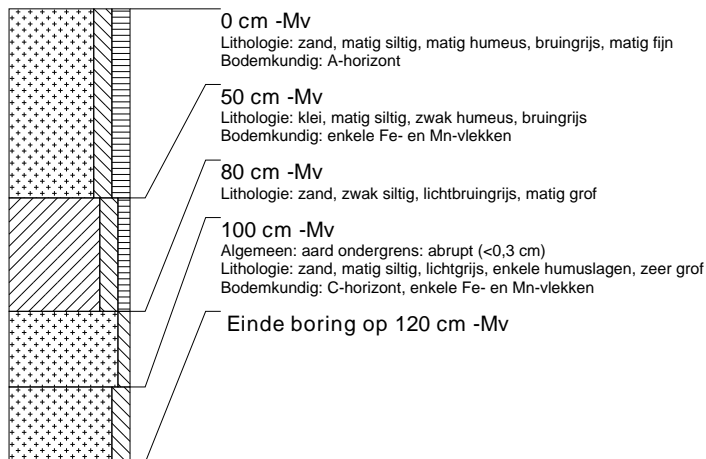 0 cm -Mv
Lithologie: zand, matig siltig, matig humeus, bruingrijs, matig fijn
Bodemkundig: A-horizont
50 cm -Mv
Lithologie: klei, matig siltig, zwak humeus, bruingrijs
Bodemkundig: enkele Fe- en Mn-vlekken
80 cm -Mv
Lithologie: zand, zwak siltig, lichtbruingrijs, matig grof
100 cm -Mv
Algemeen: aard ondergrens: abrupt (<0,3 cm)
Lithologie: zand, matig siltig, lichtgrijs, enkele humuslagen, zeer grof
Bodemkundig: C-horizont, enkele Fe- en Mn-vlekken
Einde boring op 120 cm -Mv